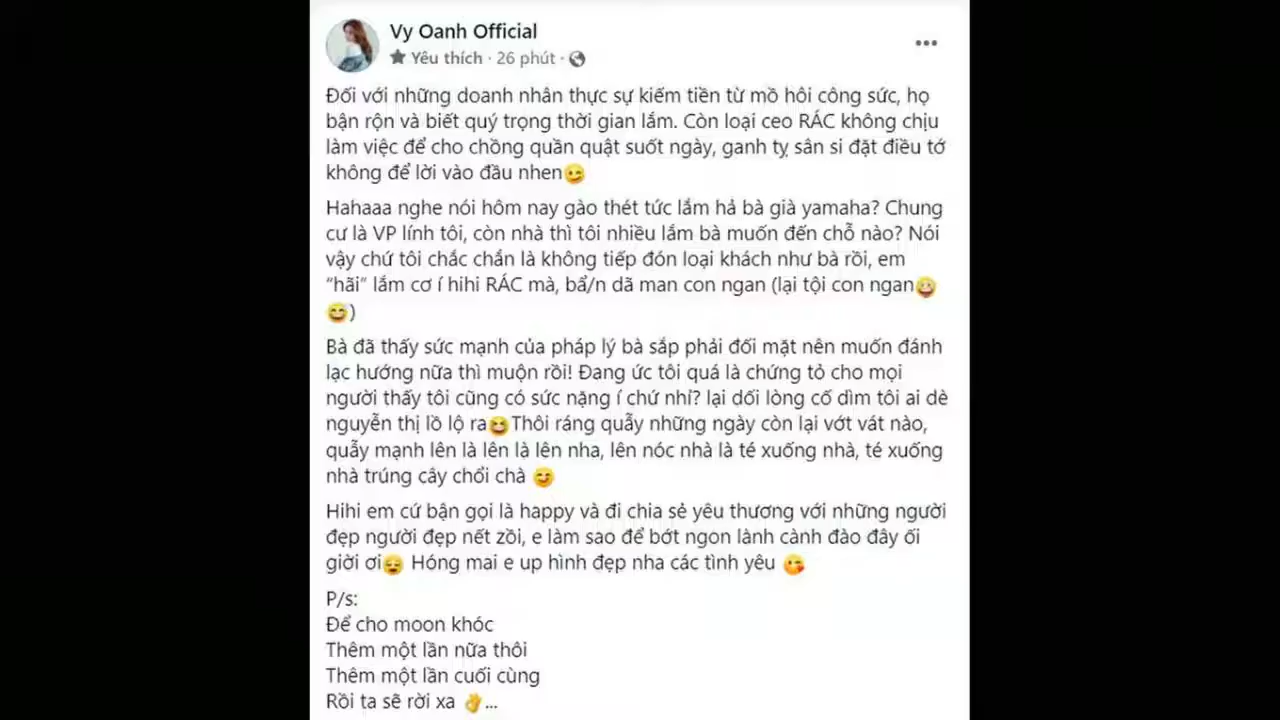 Vy Oanh Official
Yêu thích · 26 phút ·
Đối với những doanh nhân thực sự kiếm tiền từ mồ hôi công sức, họ
bận rộn và biết quý trọng thời gian lắm. Còn loại ceo RÁC không chịu
làm việc để cho chồng quần quật suốt ngày, ganh tỵ sân si đặt điều tớ
không để lời vào đầu nhen😄
Hahaaa nghe nói hôm nay gào thét tức lắm hả bà già yamaha? Chung
cư là VP lính tôi, còn nhà thì tôi nhiều lắm bà muốn đến chỗ nào? Nói
vậy chứ tôi chắc chắn là không tiếp đón loại khách như bà rồi, em
“hãi” lắm cơ í hihi RÁC mà, bẩ/n dã man con ngan (lại tội con ngan😀
😄)
Bà đã thấy sức mạnh của pháp lý bà sắp phải đối mặt nên muốn đánh
lạc hướng nữa thì muộn rồi! Đang ức tôi quá là chứng tỏ cho mọi
người thấy tôi cũng có sức nặng í chứ nhỉ? lại dối lòng cố dìm tôi ai dè
nguyễn thị lồ lộ ra😆Thôi ráng quẫy những ngày còn lại vớt vát nào,
quẫy mạnh lên là lên là lên nha, lên nóc nhà là té xuống nhà, té xuống
nhà trúng cây chổi chà 😏
Hihi em cứ bận gọi là happy và đi chia sẻ yêu thương với những người
đẹp người đẹp nết zồi, e làm sao để bớt ngon lành cành đào đây ối
giời ơi😌 Hóng mai e up hình đẹp nha các tình yêu 😋
P/s:
Để cho moon khóc
Thêm một lần nữa thôi
Thêm một lần cuối cùng
Rồi ta sẽ rời xa 👌...